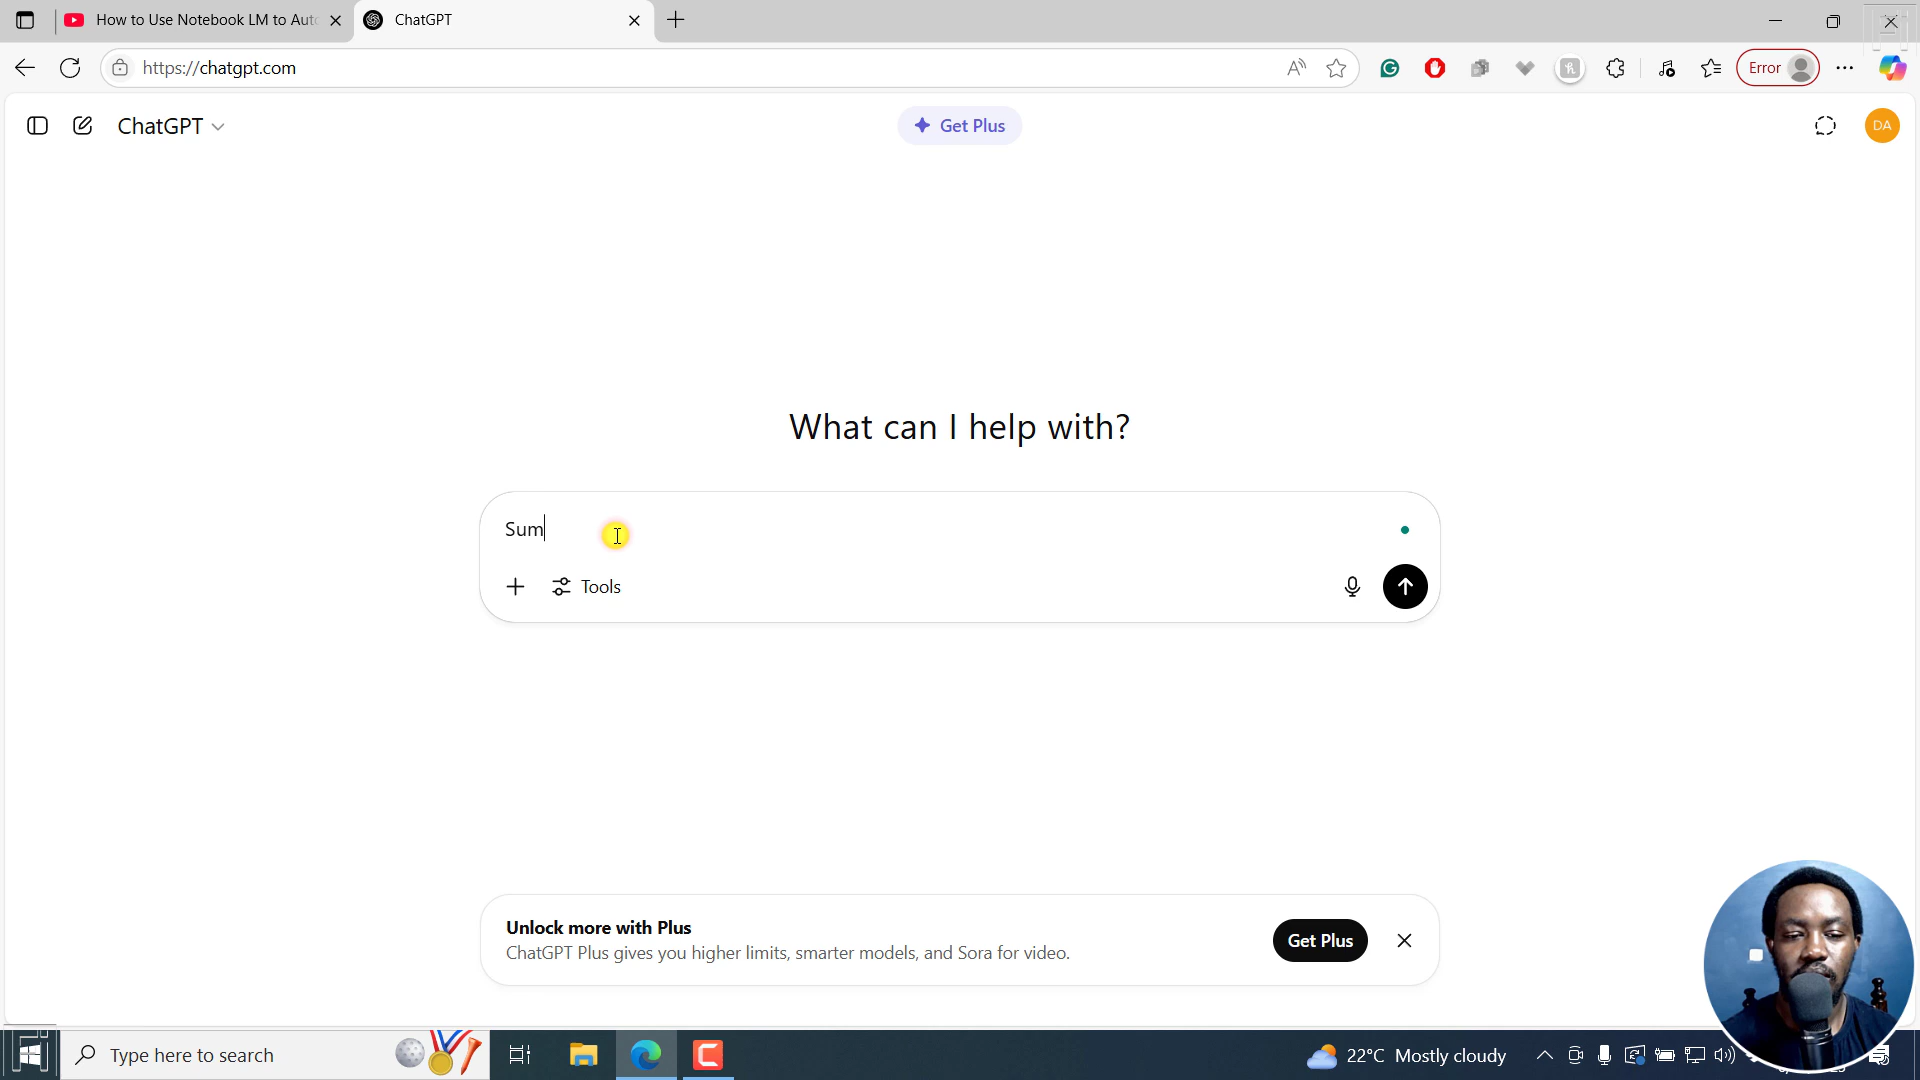 How to Use Notebook LM to Auto
ChatGPT
https://chatgpt.com
Error
ChatGPT
Get Plus
DA
What can I help with?
Sum
Tools
Unlock more with Plus
ChatGPT Plus gives you higher limits, smarter models, and Sora for video.
Get Plus
Type here to search
22°C Mostly cloudy